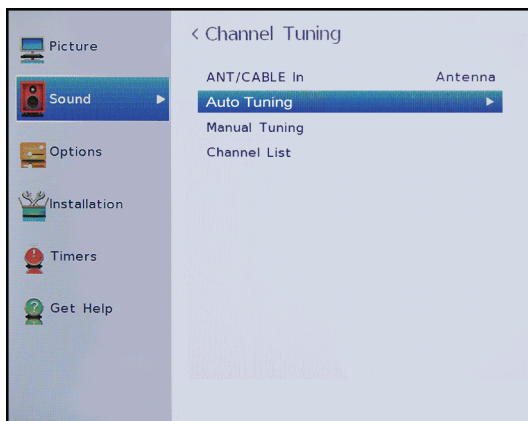 Picture
Sound
Options
Installation
Timers
Get Help
< Channel Tuning
ANT/CABLE In Antenna
Auto Tuning
Manual Tuning
Channel List